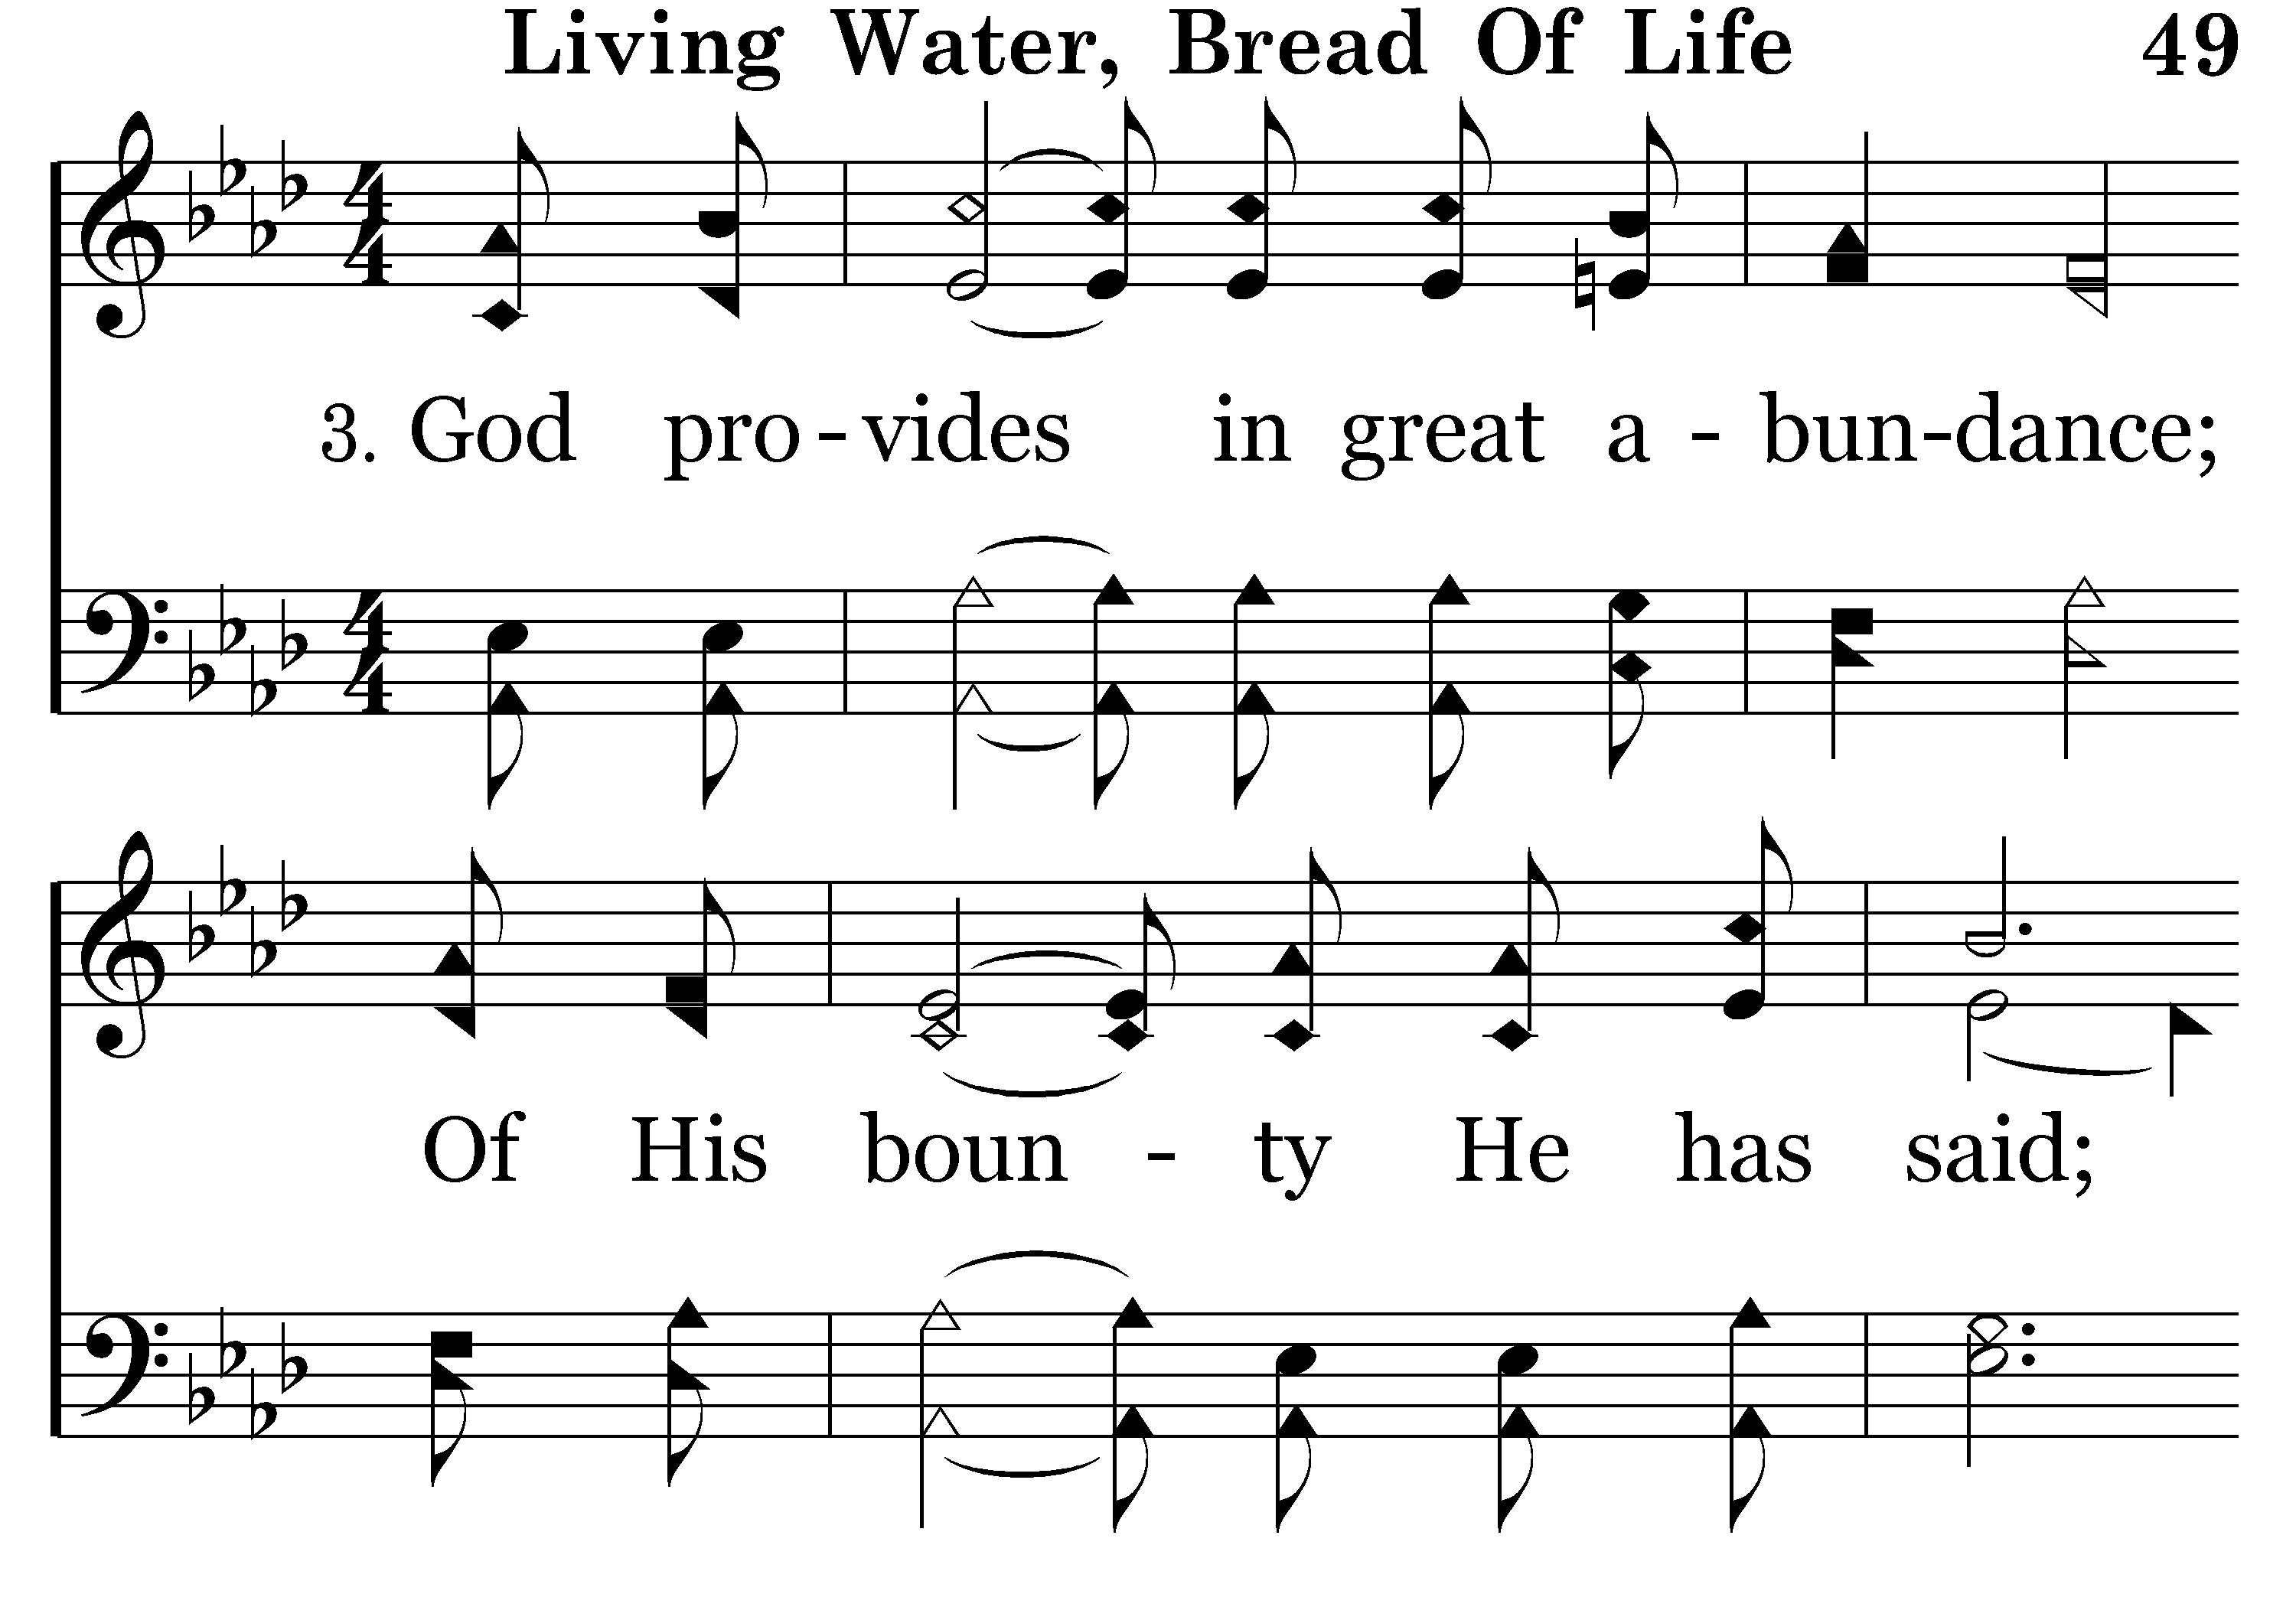 Living Water, Bread Of Life 49
3. God pro-vides in great a - bun-dance;
Of His boun - ty He has said;